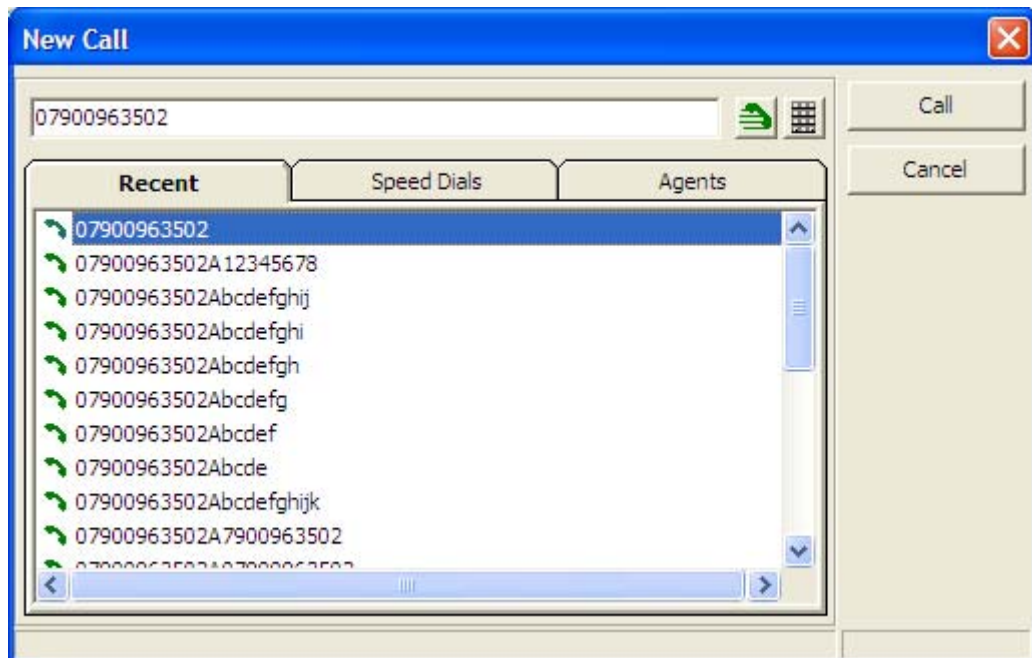 New Call
07900963502
Call
Cancel
Recent Speed Dials Agents
07900963502
07900963502A12345678
07900963502Abcdefghij
07900963502Abcdefghi
07900963502Abcdefgh
07900963502Abcdefg
07900963502Abcdef
07900963502Abcde
07900963502Abcdefghijk
07900963502A7900963502